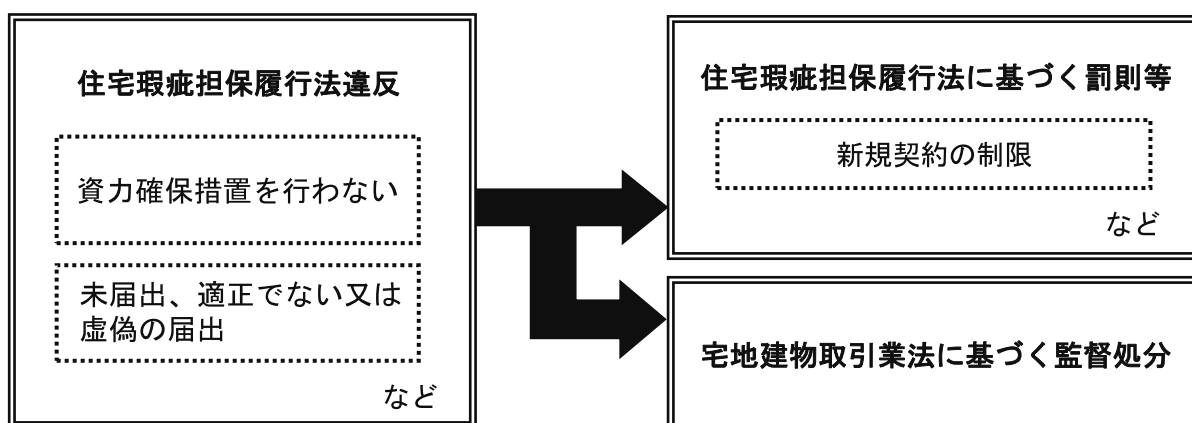 住宅瑕疵担保履行法違反
資力確保措置を行わない
未届出、適正でない又は
虚偽の届出
など
住宅瑕疵担保履行法に基づく罰則等
新規契約の制限
など
宅地建物取引業法に基づく監督処分